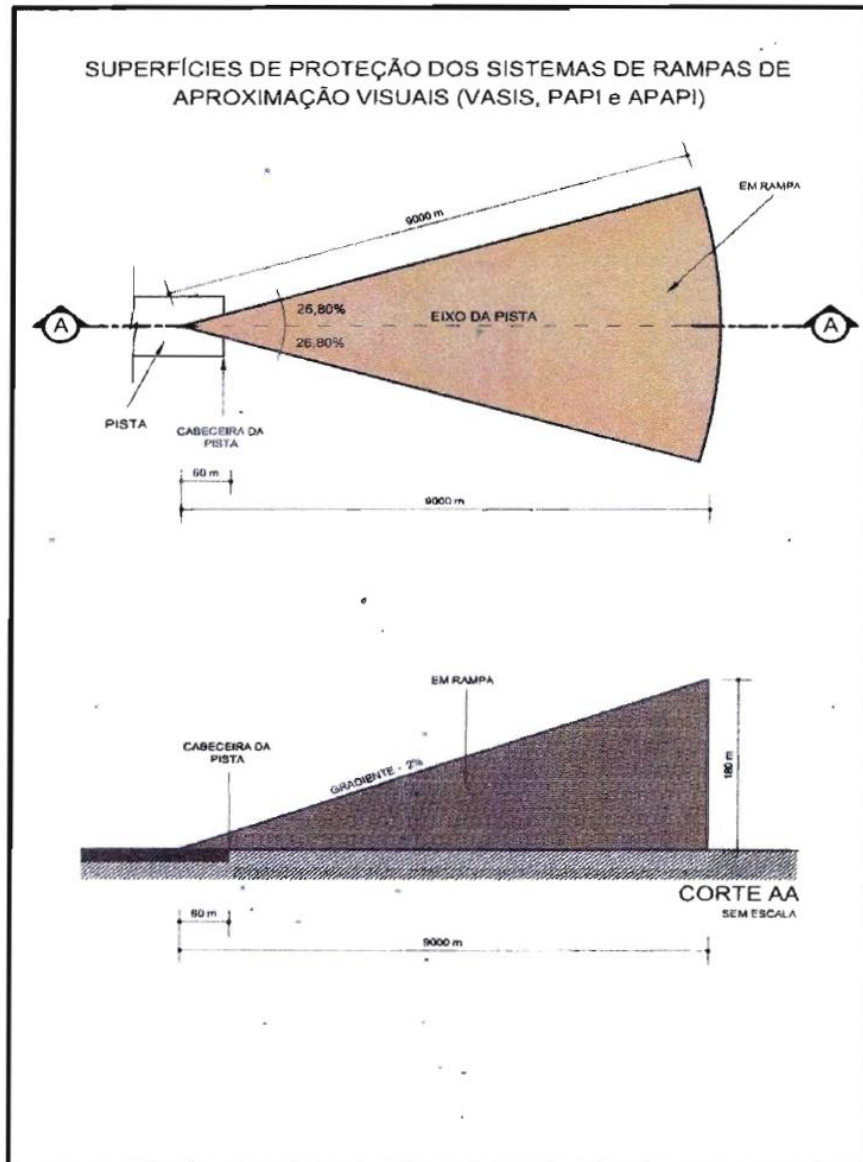 SUPERFÍCIES DE PROTEÇÃO DOS SISTEMAS DE RAMPAS DE
APROXIMAÇÃO VISUAIS (VASIS, PAPI e APAPI)
9000 m
EM RAMPA
26,80%
EIXO DA PISTA
26,80%
A
A
PISTA
CABECEIRA DA
PISTA
60 m
9000 m
EM RAMPA
CABECEIRA DA
PISTA
GRADIENTE - 2%
180 m
CORTE AA
SEM ESCALA
60 m
9000 m